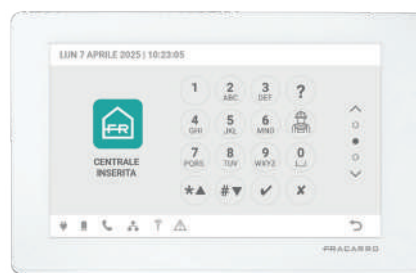 LUN 7 APRILE 2025 | 10:23:05
1 2 3 ?
ABC DEF
4 5 6
GHI JKL MNO
7 8 9 0
PQRS TUV WXYZ
FR
CENTRALE
INSERITA
*▲ #▼ ✔ ✘
FRACARRO